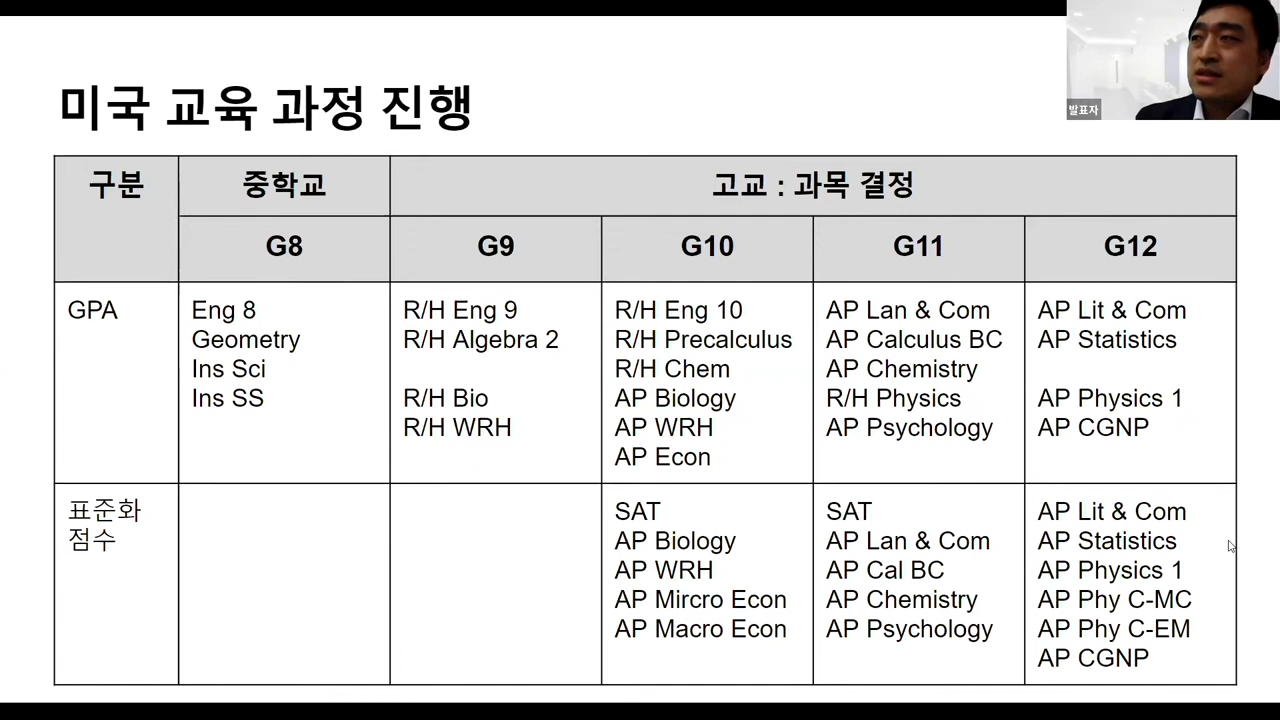 미국 교육 과정 진행
발표자
구분
중학교
고교 : 과목 결정
G8
G9
G10
G11
G12
GPA
Eng 8
Geometry
Ins Sci
Ins SS
R/H Eng 9
R/H Algebra 2
R/H Bio
R/H WRH
R/H Eng 10
R/H Precalculus
R/H Chem
AP Biology
AP WRH
AP Econ
AP Lan & Com
AP Calculus BC
AP Chemistry
R/H Physics
AP Psychology
AP Lit & Com
AP Statistics
AP Physics 1
AP CGNP
표준화
점수
SAT
AP Biology
AP WRH
AP Mircro Econ
AP Macro Econ
SAT
AP Lan & Com
AP Cal BC
AP Chemistry
AP Psychology
AP Lit & Com
AP Statistics
AP Physics 1
AP Phy C-MC
AP Phy C-EM
AP CGNP